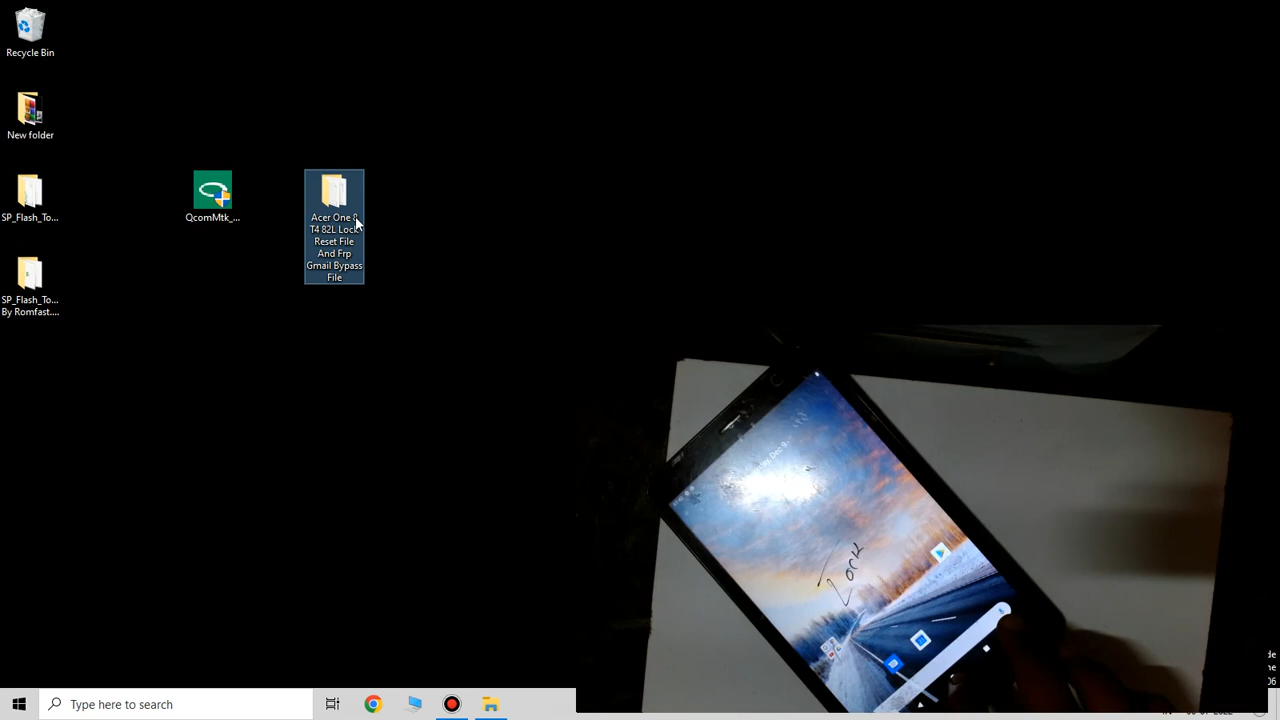 Recycle Bin
New folder
SP_Flash_To...
SP_Flash_To...
By Romfast....
QcomMtk_...
Acer One 8
T4 82L Lock
Reset File
And Frp
Gmail Bypass
File
Lock
Type here to search